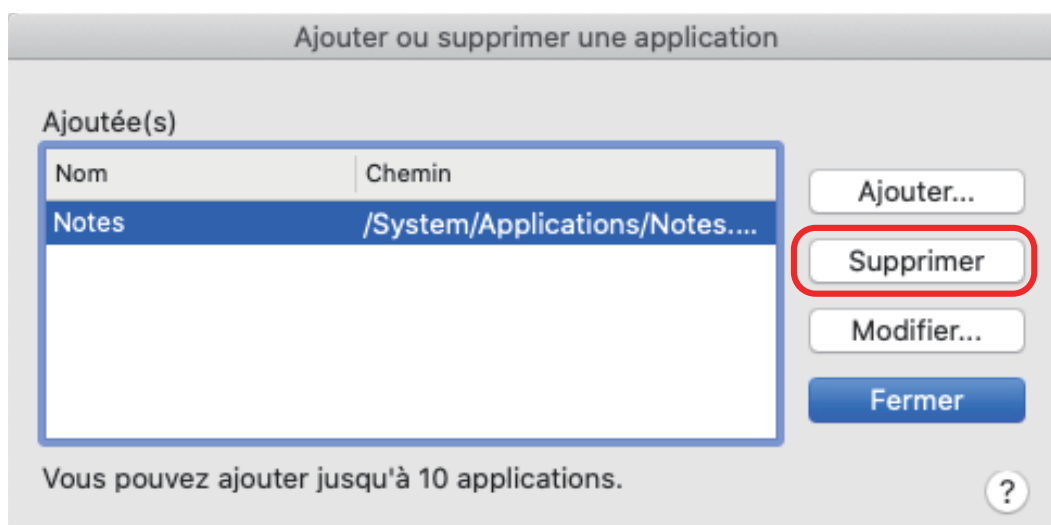 Ajouter ou supprimer une application
Ajoutée(s)
Nom Chemin
Notes /System/Applications/Notes....
Ajouter...
Supprimer
Modifier...
Fermer
Vous pouvez ajouter jusqu'à 10 applications.
?